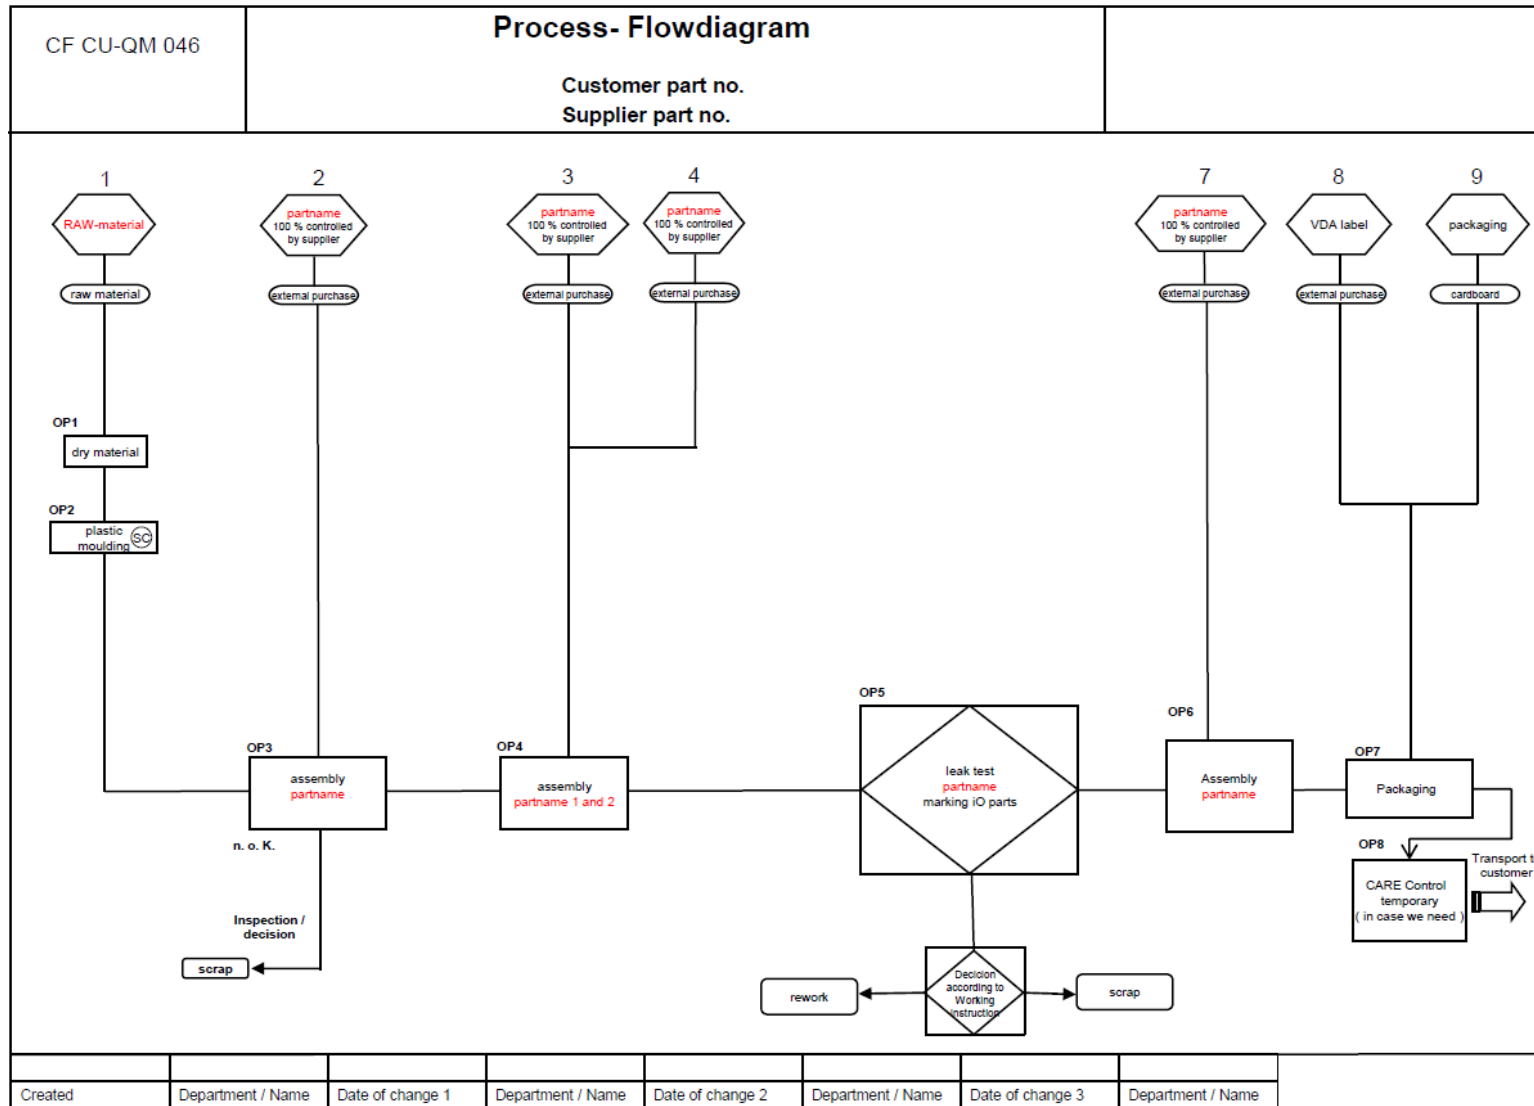 CF CU-QM 046
Process- Flowdiagram
Customer part no.
Supplier part no.
1
2
3
4
7
8
9
RAW-material
partname
100 % controlled
by supplier
partname
100 % controlled
by supplier
partname
100 % controlled
by supplier
partname
100 % controlled
by supplier
VDA label
packaging
raw material
external purchase
external purchase
external purchase
external purchase
external purchase
cardboard
OP1
dry material
OP2
plastic
moulding
SC
OP3
assembly
partname
OP4
assembly
partname 1 and 2
OP5
leak test
partname
marking iO parts
OP6
Assembly
partname
OP7
Packaging
n. o. K.
Inspection /
decision
scrap
OP8
CARE Control
temporary
( in case we need )
Transport t
customer
rework
Decicion
according to
Working
instruction
scrap
Created
Department / Name
Date of change 1
Department / Name
Date of change 2
Department / Name
Date of change 3
Department / Name